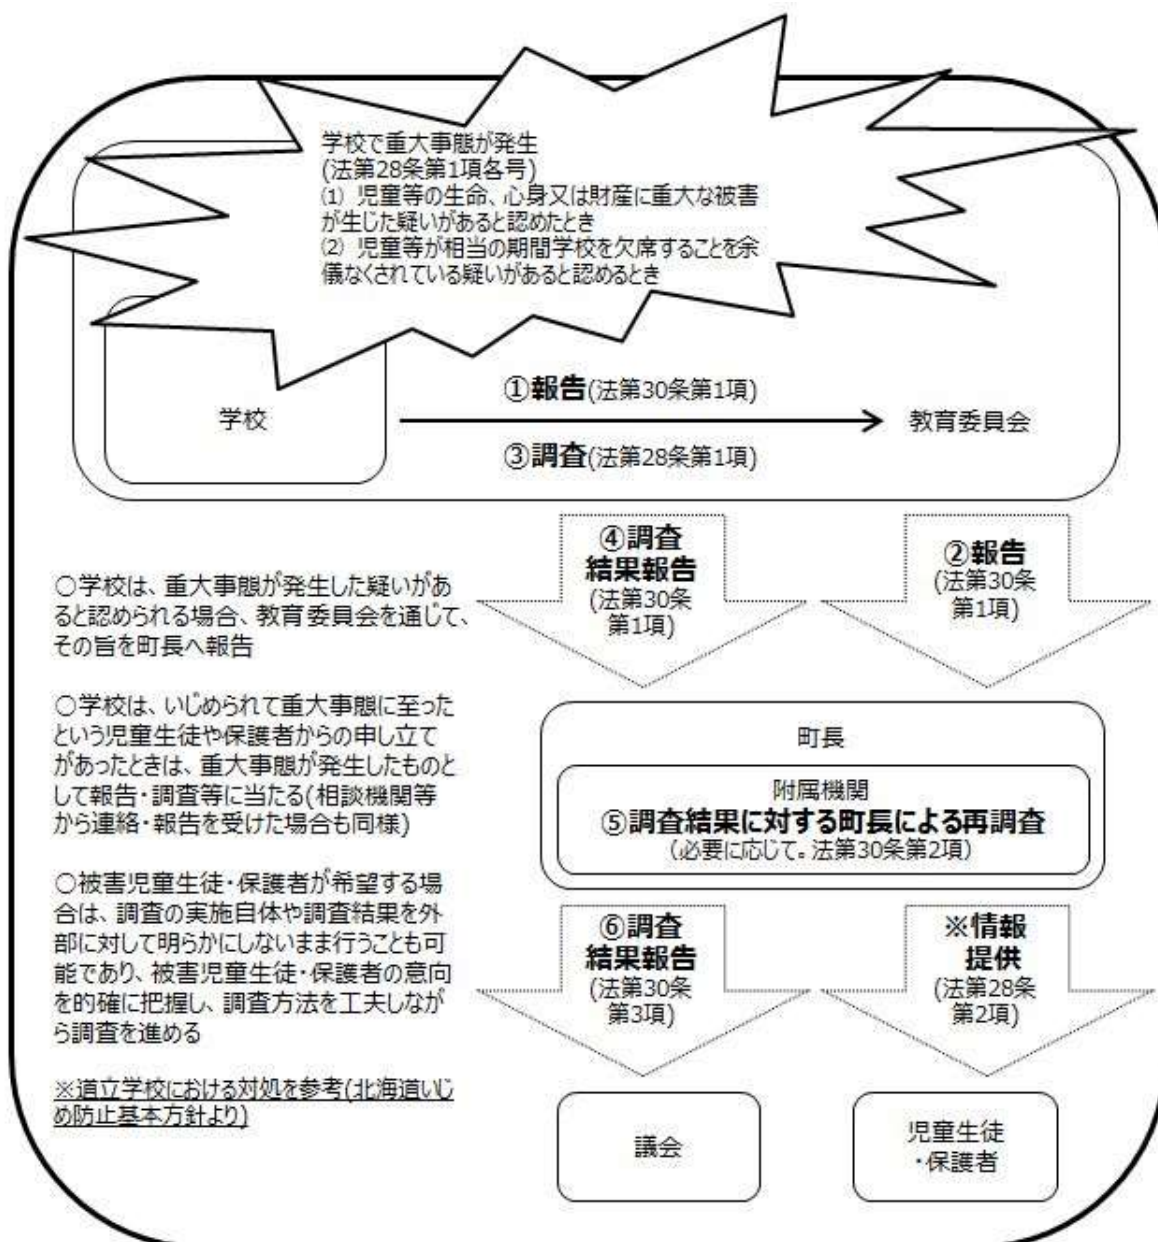 学校で重大事態が発生
(法第28条第1項各号)
⑴ 児童等の生命、心身又は財産に重大な被害
が生じた疑いがあると認めたとき
⑵ 児童等が相当の期間学校を欠席することを余
儀なくされている疑いがあると認めるとき
学校
①報告(法第30条第1項)
③調査(法第28条第1項)
教育委員会
④調査
結果報告
(法第30条
第1項)
②報告
(法第30条
第1項)
○学校は、重大事態が発生した疑いがあ
ると認められる場合、教育委員会を通じて、
その旨を町長へ報告
○学校は、いじめられて重大事態に至った
という児童生徒や保護者からの申し立て
があったときは、重大事態が発生したものと
して報告・調査等に当たる(相談機関等
から連絡・報告を受けた場合も同様)
○被害児童生徒・保護者が希望する場
合は、調査の実施自体や調査結果を外
部に対して明らかにしないまま行うことも可
能であり、被害児童生徒・保護者の意向
を的確に把握し、調査方法を工夫しなが
ら調査を進める
※道立学校における対処を参考(北海道いじ
め防止基本方針より)
町長
附属機関
⑤調査結果に対する町長による再調査
(必要に応じて。法第30条第2項)
⑥調査
結果報告
(法第30条
第3項)
※情報
提供
(法第28条
第2項)
議会
児童生徒
・保護者